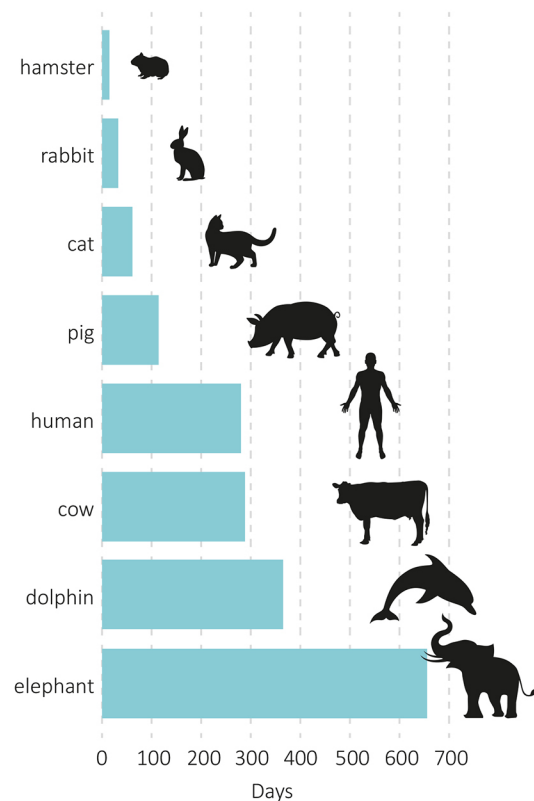 hamster
rabbit
cat
pig
human
cow
dolphin
elephant
0 100 200 300 400 500 600 700
Days